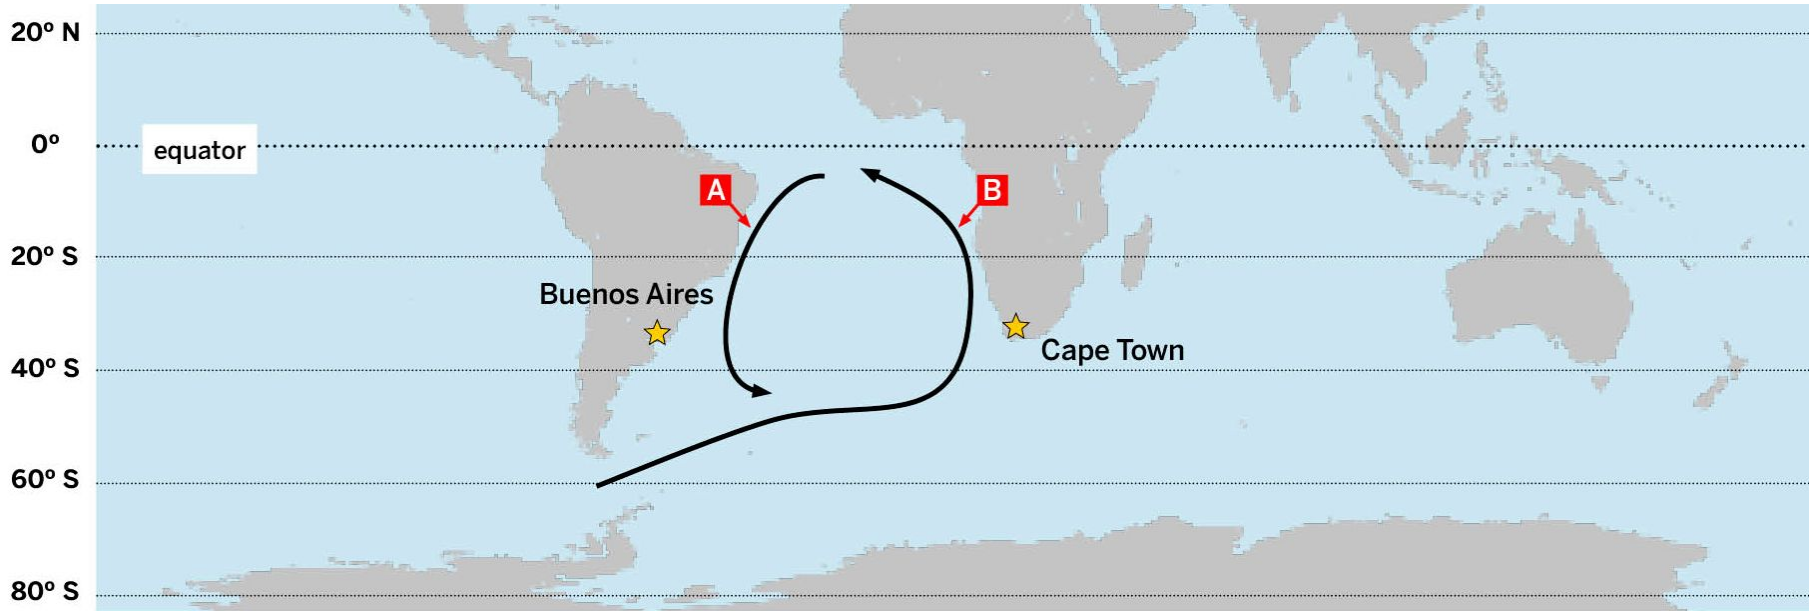 20º N
0º
equator
A
B
20º S
Buenos Aires
Cape Town
40º S
60º S
80º S